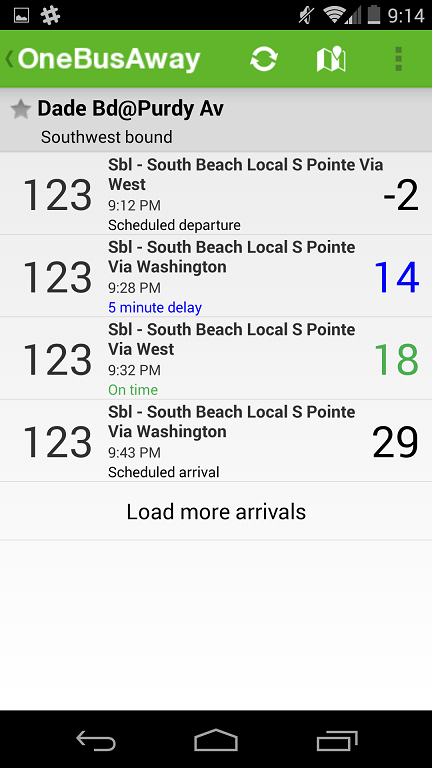 9:14
OneBusAway
Dade Bd@Purdy Av
Southwest bound
123
Sbl - South Beach Local S Pointe Via
West
9:12 PM
Scheduled departure
-2
123
Sbl - South Beach Local S Pointe
Via Washington
9:28 PM
5 minute delay
14
123
Sbl - South Beach Local S Pointe
Via West
9:32 PM
On time
18
123
Sbl - South Beach Local S Pointe
Via Washington
9:43 PM
Scheduled arrival
29
Load more arrivals